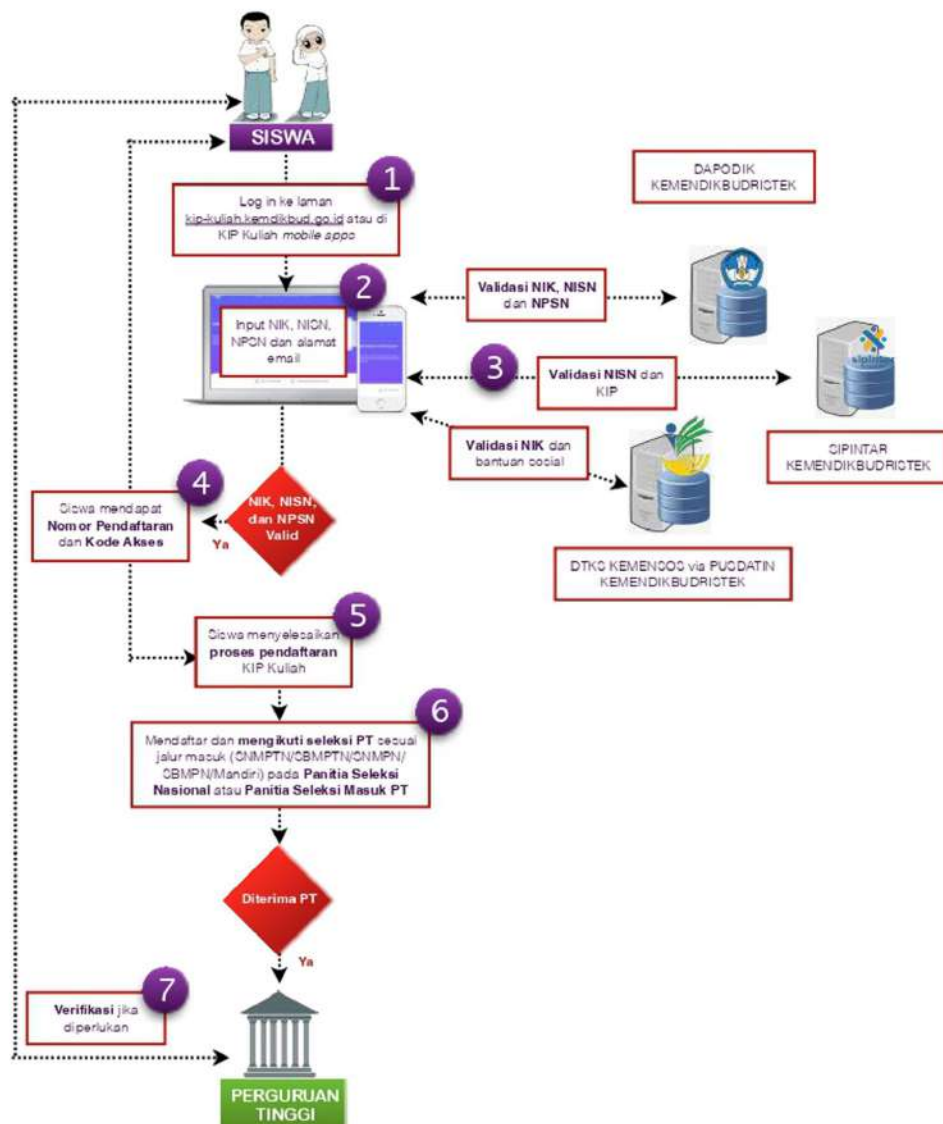 SISWA
1
Log in ke laman
kip-kuliah.kemdikbud.go.id atau di
KIP Kuliah mobile apps
DAPODIK
KEMENDIKBUDRISTEK
2
Input NIK, NISN,
NPSN dan alamat
email
Validasi NIK, NISN
dan NPSN
3
Validasi NISN dan
KIP
sipintar
SIPINTAR
KEMENDIKBUDRISTEK
Validasi NIK dan
bantuan sosial
DTKS KEMENSOS via PUSDATIN
KEMENDIKBUDRISTEK
4
Siswa mendapat
Nomor Pendaftaran
dan Kode Akses
Ya
NIK, NISN,
dan NPSN
Valid
5
Siswa menyelesaikan
proses pendaftaran
KIP Kuliah
6
Mendaftar dan mengikuti seleksi PT sesuai
jalur masuk (SNMPTN/SBMPTN/SNMPN/
SBMPN/Mandiri) pada Panitia Seleksi
Nasional atau Panitia Seleksi Masuk PT
Diterima PT
Ya
7
Verifikasi jika
diperlukan
PERGURUAN
TINGGI